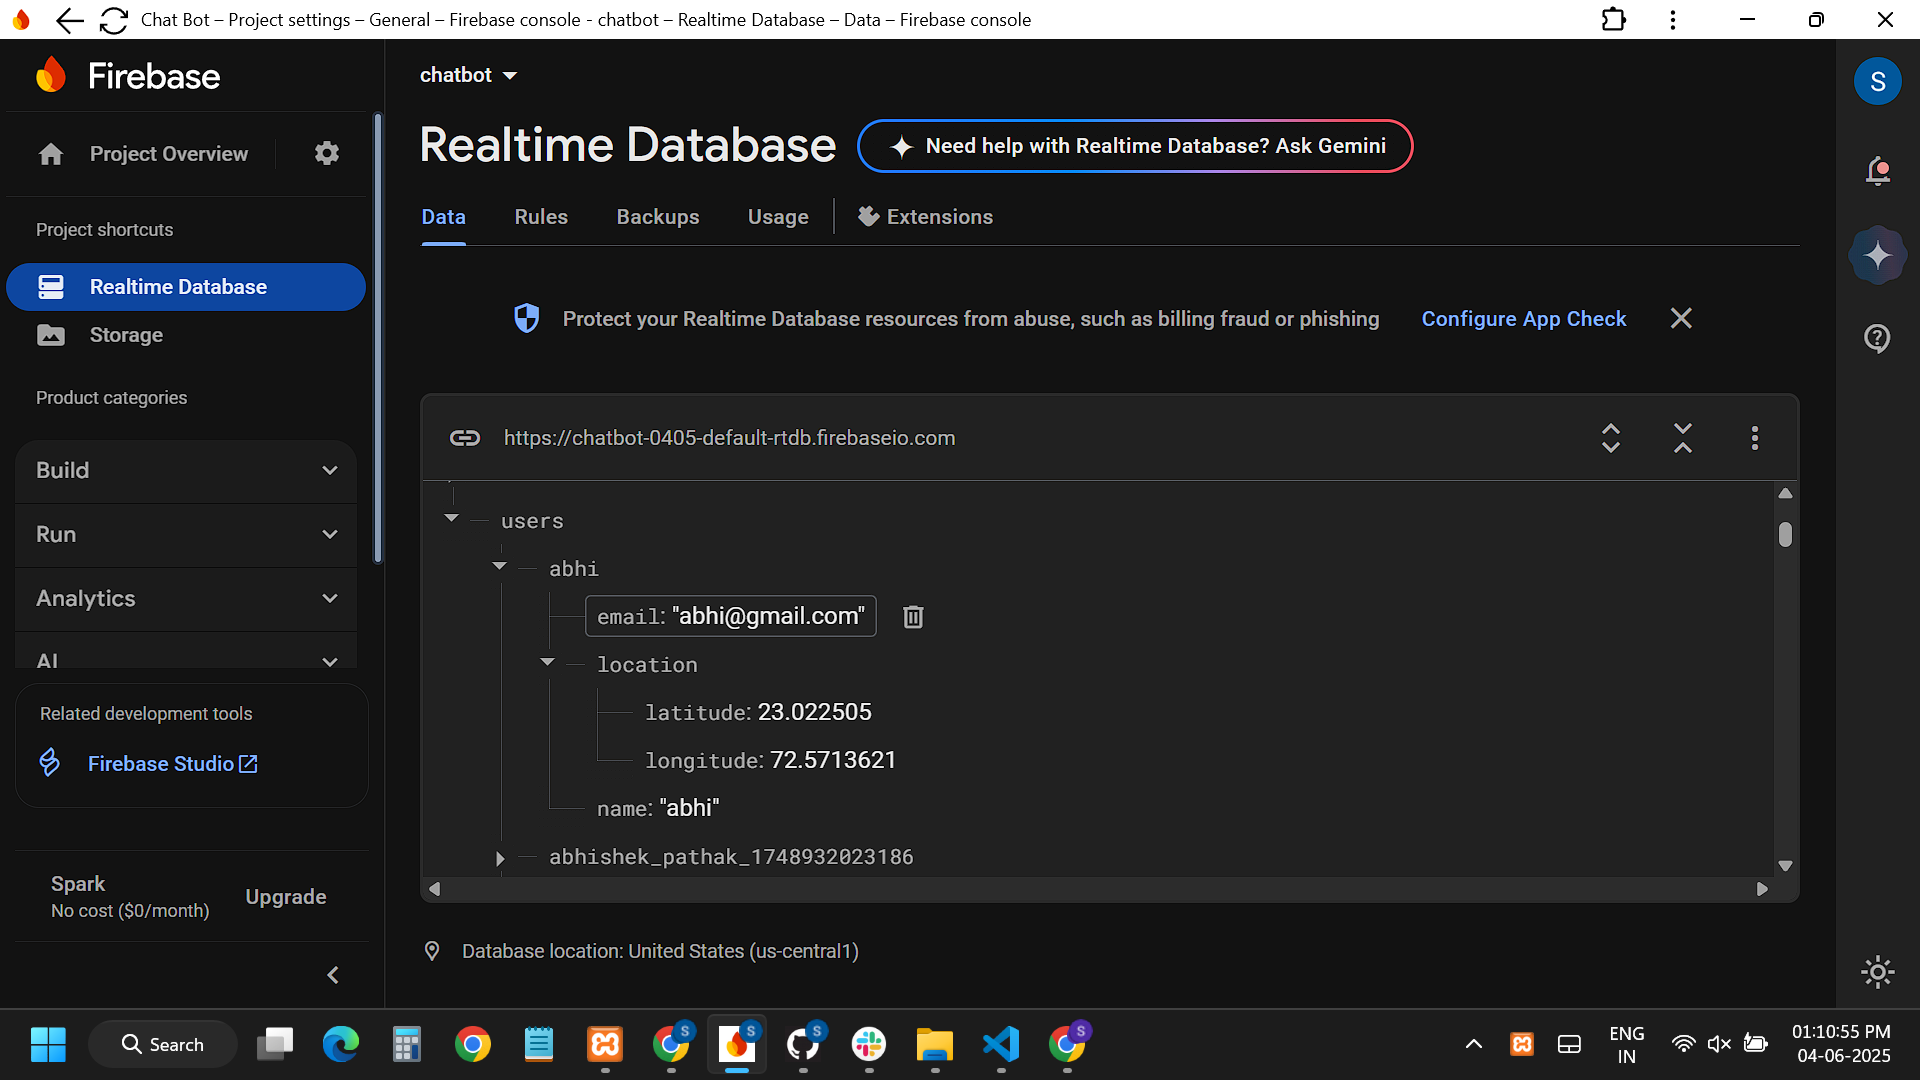 Chat Bot – Project settings – General – Firebase console - chatbot – Realtime Database – Data – Firebase console
Firebase
Project Overview
Project shortcuts
Realtime Database
Storage
Product categories
Build
Run
Analytics
AI
Related development tools
Firebase Studio
Spark
No cost ($0/month)
Upgrade
chatbot
Realtime Database
Need help with Realtime Database? Ask Gemini
Data
Rules
Backups
Usage
Extensions
Protect your Realtime Database resources from abuse, such as billing fraud or phishing
Configure App Check
https://chatbot-0405-default-rtdb.firebaseio.com
users
abhi
email: "abhi@gmail.com"
location
latitude: 23.022505
longitude: 72.5713621
name: "abhi"
abhishek_pathak_1748932023186
Database location: United States (us-central1)
S
Search
S
S
S
S
ENG
IN
01:10:55 PM
04-06-2025